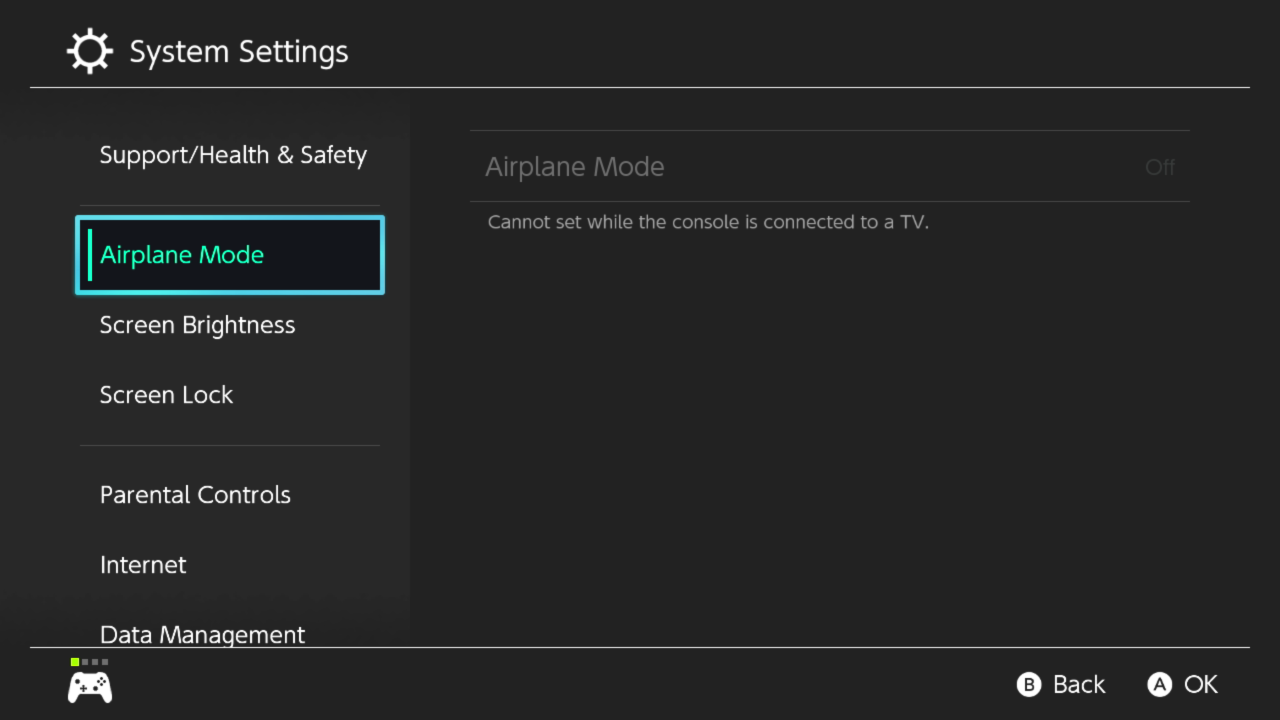 System Settings
Support/Health & Safety
Airplane Mode
Screen Brightness
Screen Lock
Parental Controls
Internet
Data Management
Airplane Mode Off
Cannot set while the console is connected to a TV.
B Back A OK